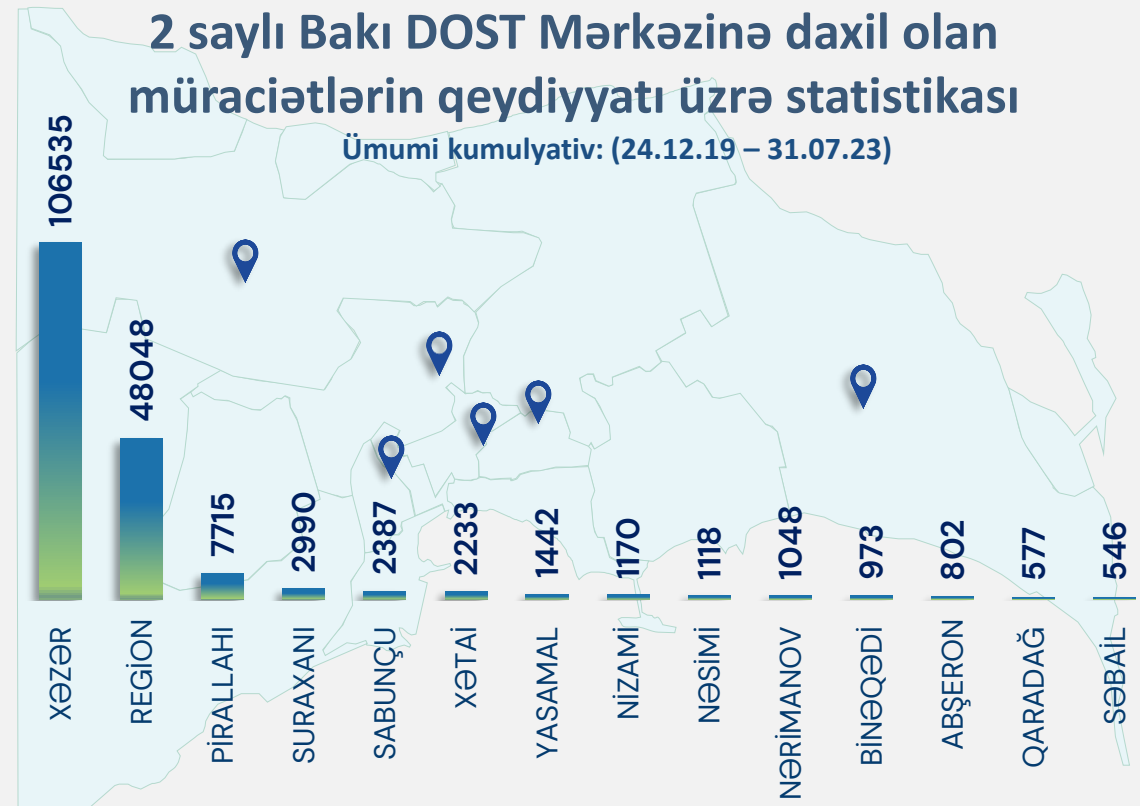 2 saylı Bakı DOST Mərkəzinə daxil olan
müraciətlərin qeydiyyatı üzrə statistikası
Ümumi kumulyativ: (24.12.19 – 31.07.23)
106535
48048
7715
2990
2387
2233
1442
1170
1118
1048
973
802
577
546
XƏZƏR
REGİON
PİRALLAHI
SURAXANI
SABUNÇU
XƏTAİ
YASAMAL
NİZAMİ
NƏSİMİ
NƏRİMANOV
BİNƏQƏDİ
ABŞERON
QARADAĞ
SƏBAİL